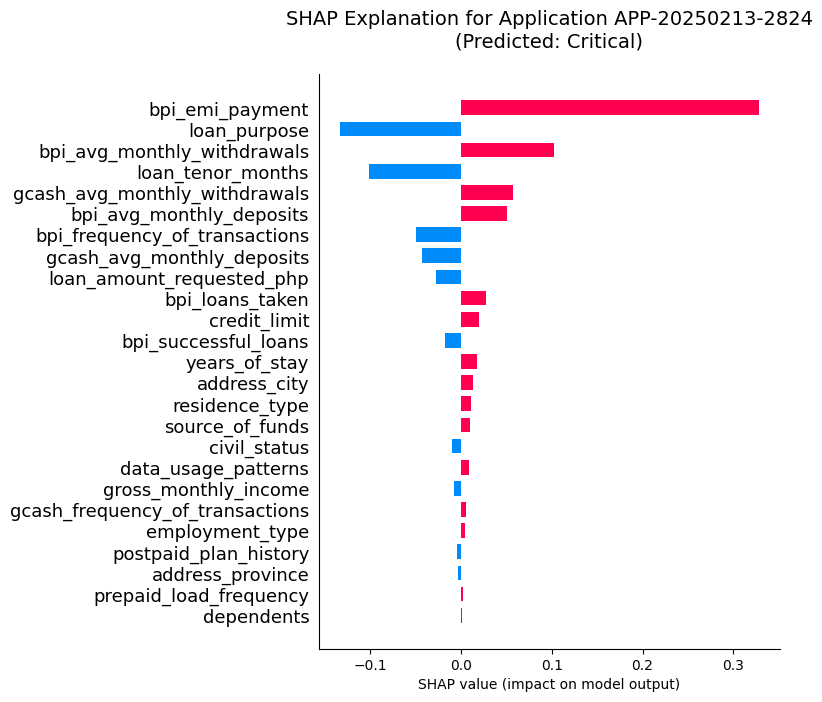 SHAP Explanation for Application APP-20250213-2824
(Predicted: Critical)
bpi_emi_payment
loan_purpose
bpi_avg_monthly_withdrawals
loan_tenor_months
gcash_avg_monthly_withdrawals
bpi_avg_monthly_deposits
bpi_frequency_of_transactions
gcash_avg_monthly_deposits
loan_amount_requested_php
bpi_loans_taken
credit_limit
bpi_successful_loans
years_of_stay
address_city
residence_type
source_of_funds
civil_status
data_usage_patterns
gross_monthly_income
gcash_frequency_of_transactions
employment_type
postpaid_plan_history
address_province
prepaid_load_frequency
dependents
−0.1 0.0 0.1 0.2 0.3
SHAP value (impact on model output)